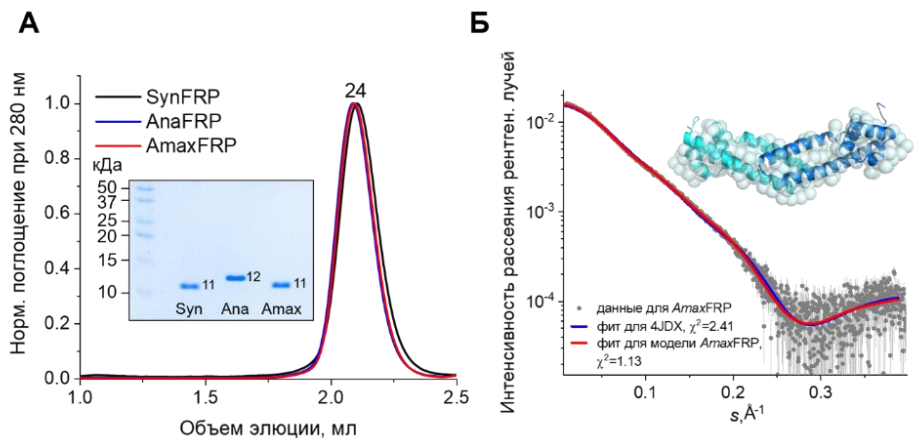 А
Норм. поглощение при 280 нм
1.0
0.8
0.6
0.4
0.2
0.0
24
SynFRP
AnaFRP
AmaxFRP
кДа
50
37
25
20
15
10
11
12
11
Syn Ana Amax
1.0 1.5 2.0 2.5
Объем элюции, мл
Б
Интенсивность рассеяния рентген. лучей
10⁻²
10⁻³
10⁻⁴
данные для AmaxFRP
фит для 4JDX, χ²=2.41
фит для модели AmaxFRP,
χ²=1.13
0.1 0.2 0.3
s,Å⁻¹